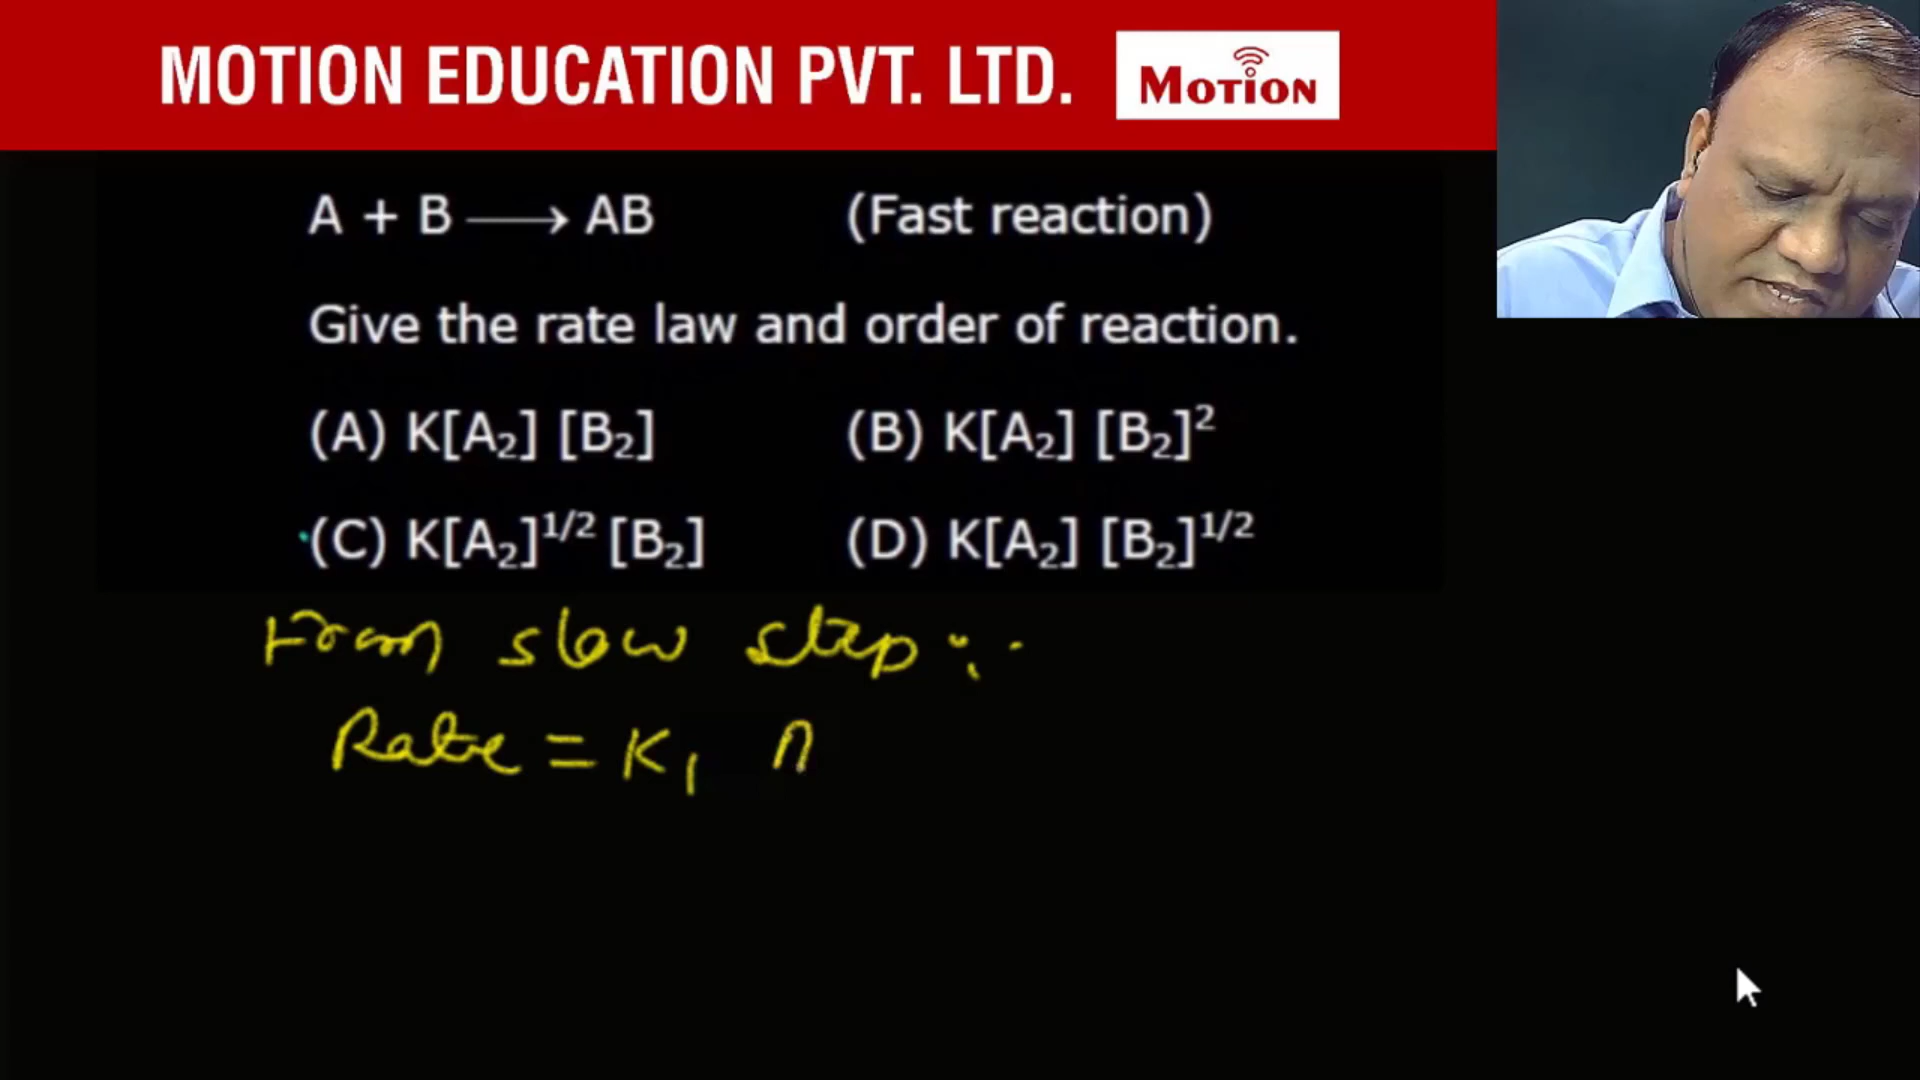 MOTION EDUCATION PVT. LTD. MOTION
A + B ⟶ AB (Fast reaction)
Give the rate law and order of reaction.
(A) K[A₂] [B₂] (B) K[A₂] [B₂]²
(C) K[A₂]¹/² [B₂] (D) K[A₂] [B₂]¹/²
From slow step :-
Rate = K₁ A